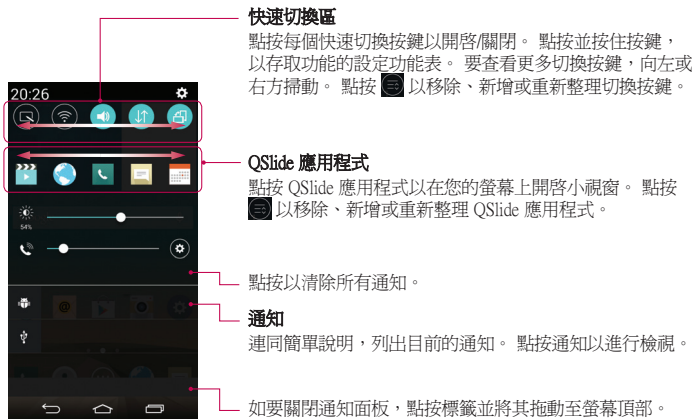 快速切換區
點按每個快速切換按鍵以開啓/關閉。 點按並按住按鍵，
以存取功能的設定功能表。 要查看更多切換按鍵，向左或
右方掃動。 點按 以移除、新增或重新整理切換按鍵。
20:26
QSlide 應用程式
點按 QSlide 應用程式以在您的螢幕上開啓小視窗。 點按
以移除、新增或重新整理 QSlide 應用程式。
54%
點按以清除所有通知。
通知
連同簡單說明，列出目前的通知。 點按通知以進行檢視。
如要關閉通知面板，點按標籤並將其拖動至螢幕頂部。